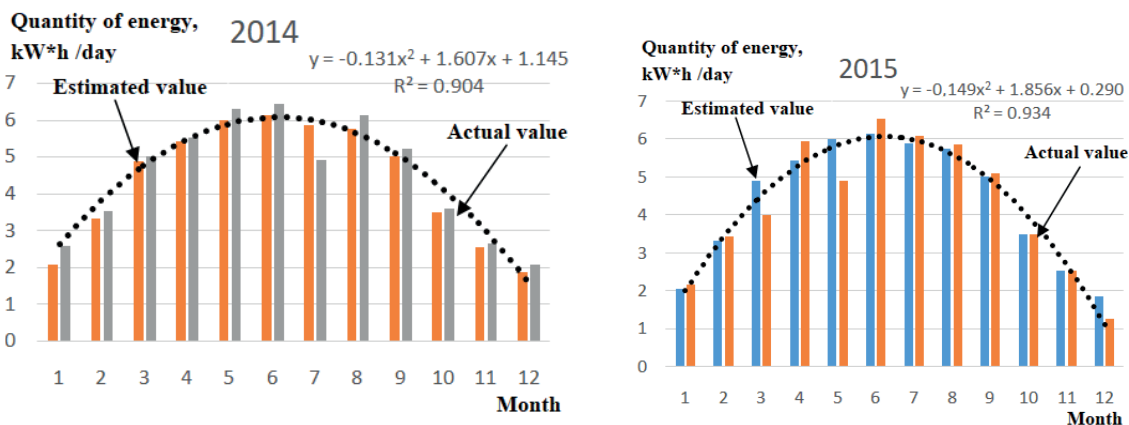 Quantity of energy,
kW*h /day
2014
y = -0.131x² + 1.607x + 1.145
R² = 0.904
Estimated value
Actual value
7
6
5
4
3
2
1
0
1 2 3 4 5 6 7 8 9 10 11 12
Month
Quantity of energy,
kW*h /day
2015
y = -0,149x² + 1.856x + 0.290
R² = 0.934
Estimated value
Actual value
7
6
5
4
3
2
1
0
1 2 3 4 5 6 7 8 9 10 11 12
Month